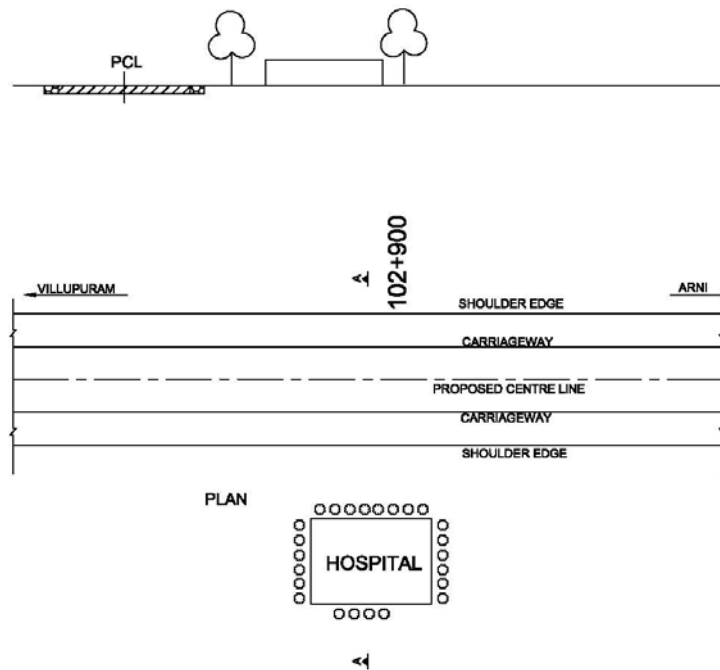 PCL
A
102+900
VILLUPURAM
ARNI
SHOULDER EDGE
CARRIAGEWAY
PROPOSED CENTRE LINE
CARRIAGEWAY
SHOULDER EDGE
PLAN
HOSPITAL
A